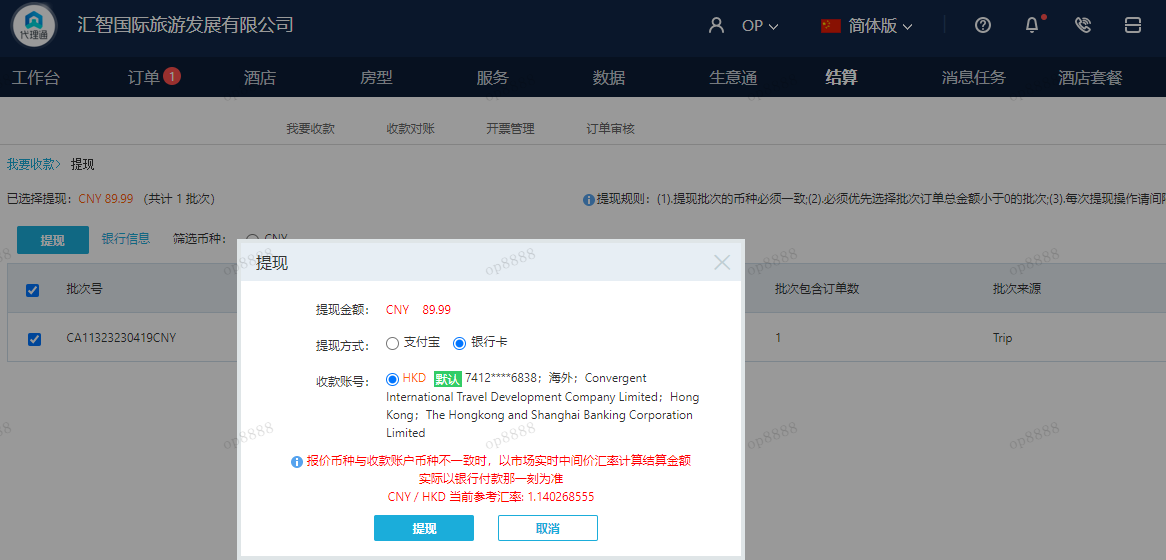 代理通
汇智国际旅游发展有限公司
OP
简体版
工作台
订单 1
酒店
房型
服务
数据
生意通
结算
消息任务
酒店套餐
我要收款
收款对账
开票管理
订单审核
我要收款> 提现
已选择提现：CNY 89.99 （共计 1 批次）
提现规则：(1).提现批次的币种必须一致;(2).必须优先选择批次订单总金额小于0的批次;(3).每次提现操作请间隔
提现
银行信息
筛选币种：
CNY
批次号
批次包含订单数
批次来源
CA11323230419CNY
1
Trip
提现
提现金额： CNY 89.99
提现方式： 支付宝 银行卡
收款账号： HKD 默认 7412****6838；海外；Convergent
International Travel Development Company Limited；Hong
Kong；The Hongkong and Shanghai Banking Corporation
Limited
报价币种与收款账户币种不一致时，以市场实时中间价汇率计算结算金额
实际以银行付款那一刻为准
CNY / HKD 当前参考汇率: 1.140268555
提现
取消
op8888
op8888
op8888
op8888
op8888
op8888